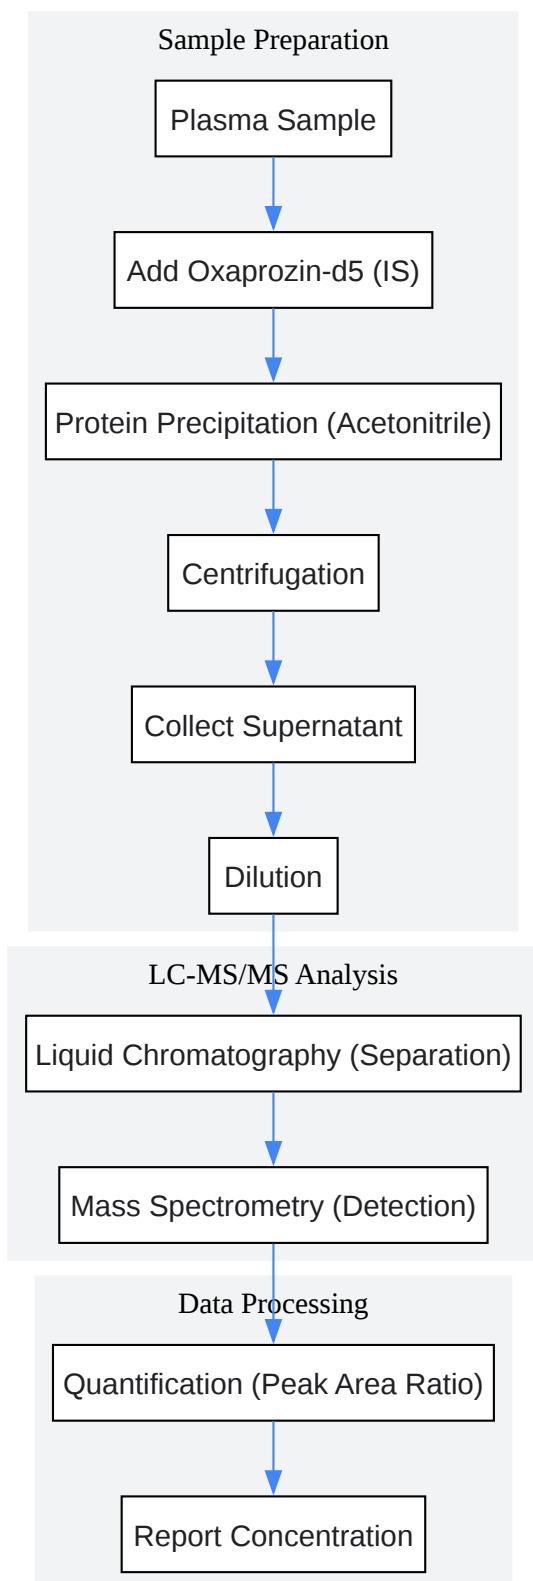 Sample Preparation
Plasma Sample
Add Oxaprozin-d5 (IS)
Protein Precipitation (Acetonitrile)
Centrifugation
Collect Supernatant
Dilution
LC-MS/MS Analysis
Liquid Chromatography (Separation)
Mass Spectrometry (Detection)
Data Processing
Quantification (Peak Area Ratio)
Report Concentration